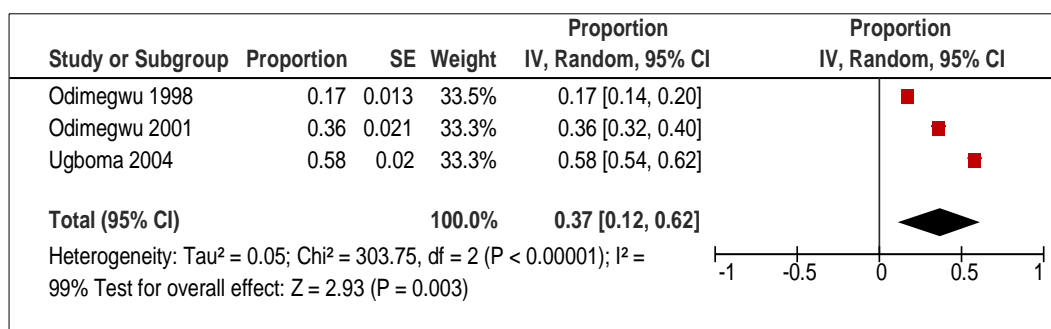 Proportion Proportion
Study or Subgroup Proportion SE Weight IV, Random, 95% CI IV, Random, 95% CI
Odimegwu 1998 0.17 0.013 33.5% 0.17 [0.14, 0.20]
Odimegwu 2001 0.36 0.021 33.3% 0.36 [0.32, 0.40]
Ugboma 2004 0.58 0.02 33.3% 0.58 [0.54, 0.62]
Total (95% CI) 100.0% 0.37 [0.12, 0.62]
Heterogeneity: Tau² = 0.05; Chi² = 303.75, df = 2 (P < 0.00001); I² =
99% Test for overall effect: Z = 2.93 (P = 0.003)
-1 -0.5 0 0.5 1